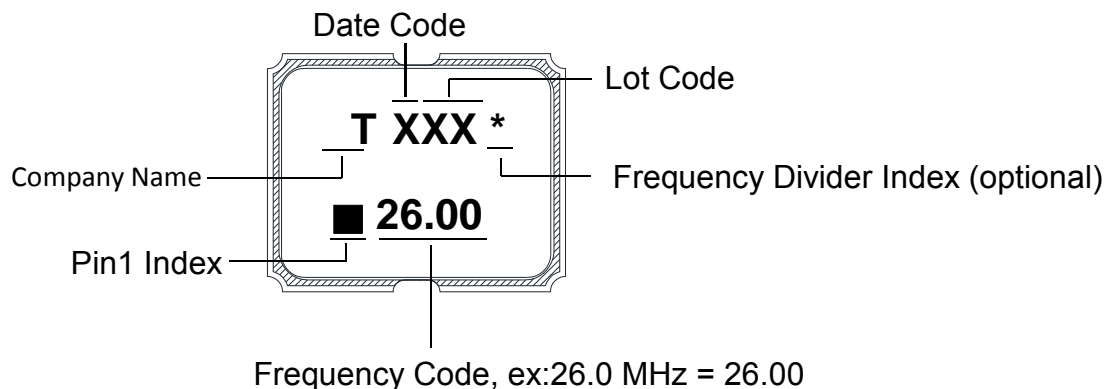 Date Code
Lot Code
T XXX *
Company Name
Frequency Divider Index (optional)
■ 26.00
Pin1 Index
Frequency Code, ex:26.0 MHz = 26.00